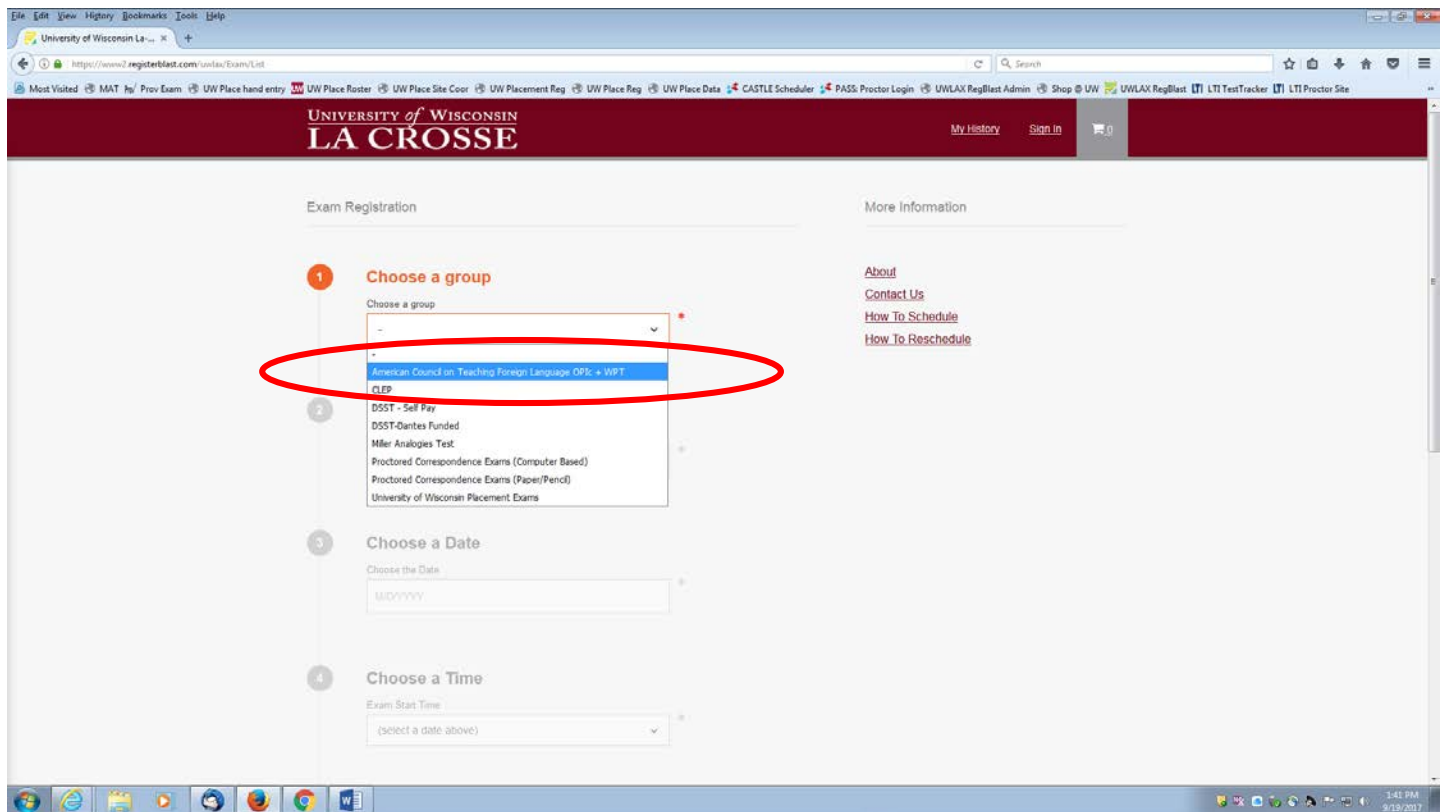 File Edit View History Bookmarks Tools Help
University of Wisconsin La-... × +
https://www2.registerblast.com/uwlax/Exam/List
Search
Most Visited MAT Prov Exam UW Place hand entry UW Place Roster UW Place Site Coor UW Placement Reg UW Place Reg UW Place Data CASTLE Scheduler PASS: Proctor Login UWLAX RegBlast Admin Shop @ UW UWLAX RegBlast LTI TestTracker LTI Proctor Site
UNIVERSITY of WISCONSIN
LA CROSSE
My History Sign In 0
Exam Registration
More Information
1 Choose a group
Choose a group
-
*
-
American Council on Teaching Foreign Language OPIc + WPT
CLEP
DSST - Self Pay
DSST-Dantes Funded
Miller Analogies Test
Proctored Correspondence Exams (Computer Based)
Proctored Correspondence Exams (Paper/Pencil)
University of Wisconsin Placement Exams
About
Contact Us
How To Schedule
How To Reschedule
2
*
3 Choose a Date
Choose the Date
M/D/YYYY
*
4 Choose a Time
Exam Start Time
(select a date above)
*
1:41 PM
9/19/2017